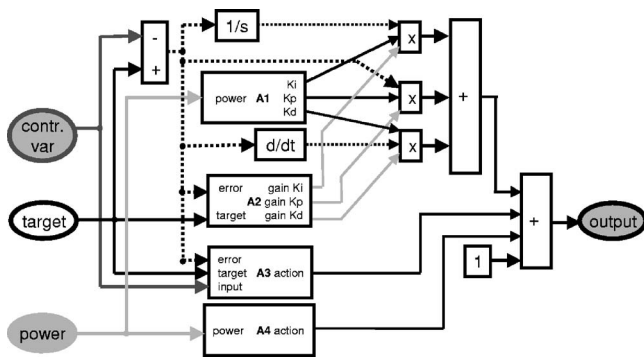 1/s
-
+
x
Ki
power A1 Kp
Kd
x
+
contr.
var
d/dt
x
error gain Ki
A2 gain Kp
target gain Kd
target
+
output
error
target A3 action
input
1
power
power A4 action